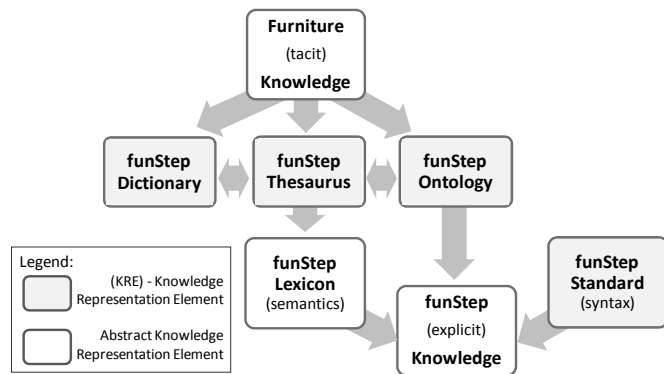 Furniture
(tacit)
Knowledge
funStep
Dictionary
funStep
Thesaurus
funStep
Ontology
funStep
Lexicon
(semantics)
funStep
(explicit)
Knowledge
funStep
Standard
(syntax)
Legend:
(KRE) - Knowledge
Representation Element
Abstract Knowledge
Representation Element